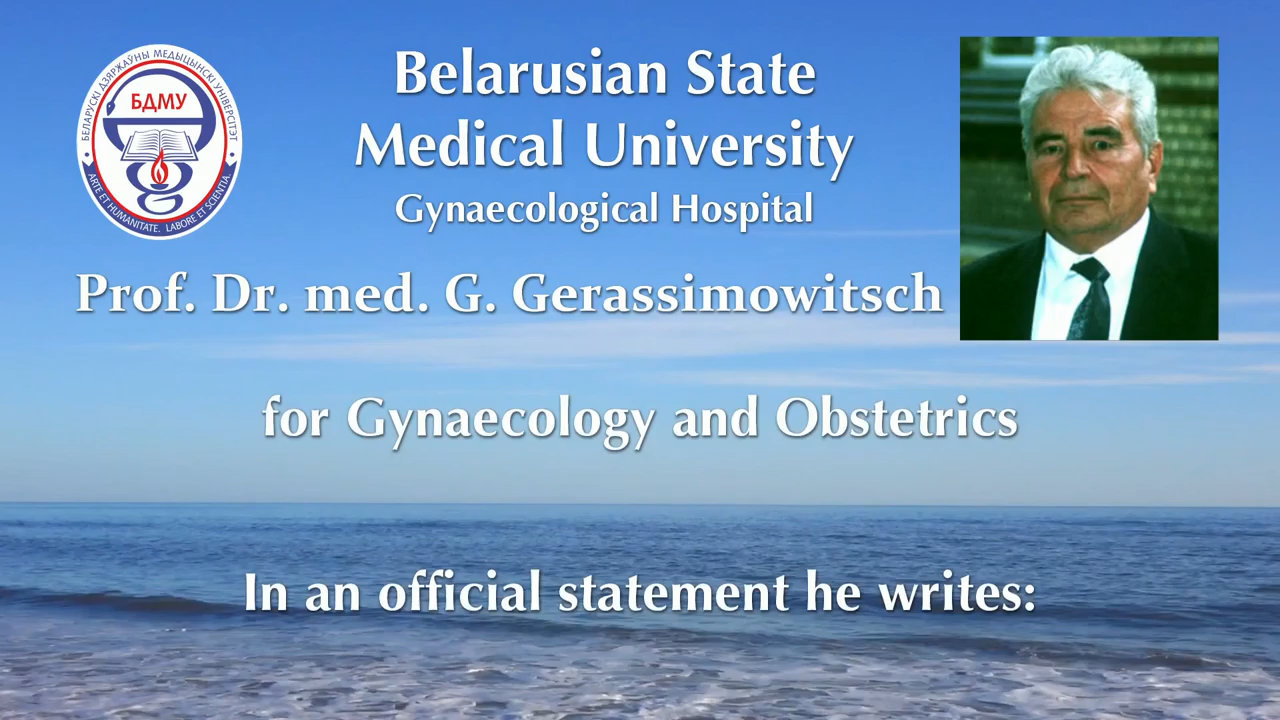 БЕЛАРУСКІ ДЗЯРЖАЎНЫ МЕДЫЦЫНСКІ УНІВЕРСІТЭТ
БДМУ
ARTE ET HUMANITATE. LABORE ET SCIENTIA.
Belarusian State
Medical University
Gynaecological Hospital
Prof. Dr. med. G. Gerassimowitsch
for Gynaecology and Obstetrics
In an official statement he writes: